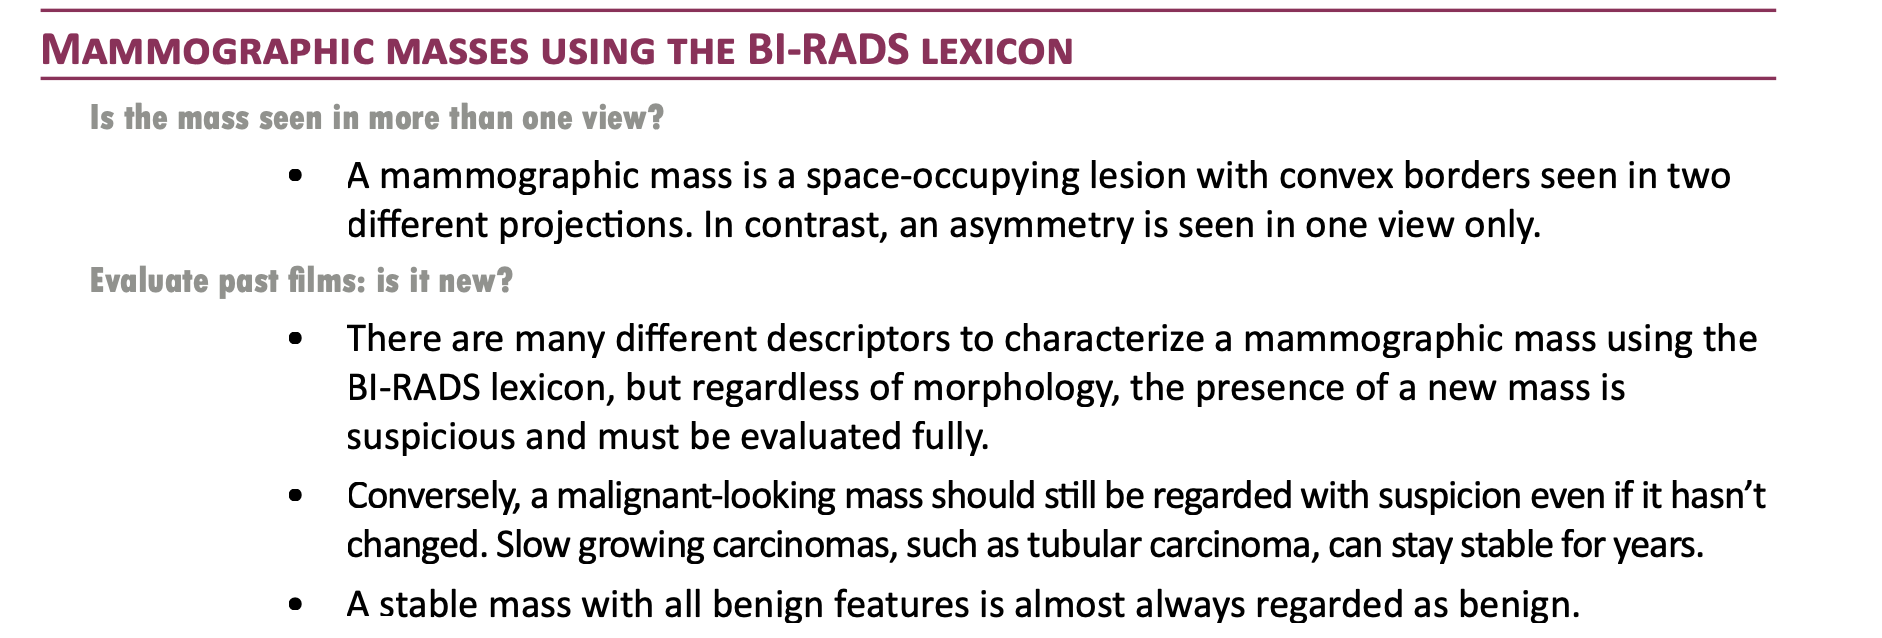 MAMMOGRAPHIC MASSES USING THE BI-RADS LEXICON
Is the mass seen in more than one view?
• A mammographic mass is a space-occupying lesion with convex borders seen in two
different projections. In contrast, an asymmetry is seen in one view only.
Evaluate past films: is it new?
• There are many different descriptors to characterize a mammographic mass using the
BI-RADS lexicon, but regardless of morphology, the presence of a new mass is
suspicious and must be evaluated fully.
• Conversely, a malignant-looking mass should still be regarded with suspicion even if it hasn’t
changed. Slow growing carcinomas, such as tubular carcinoma, can stay stable for years.
• A stable mass with all benign features is almost always regarded as benign.